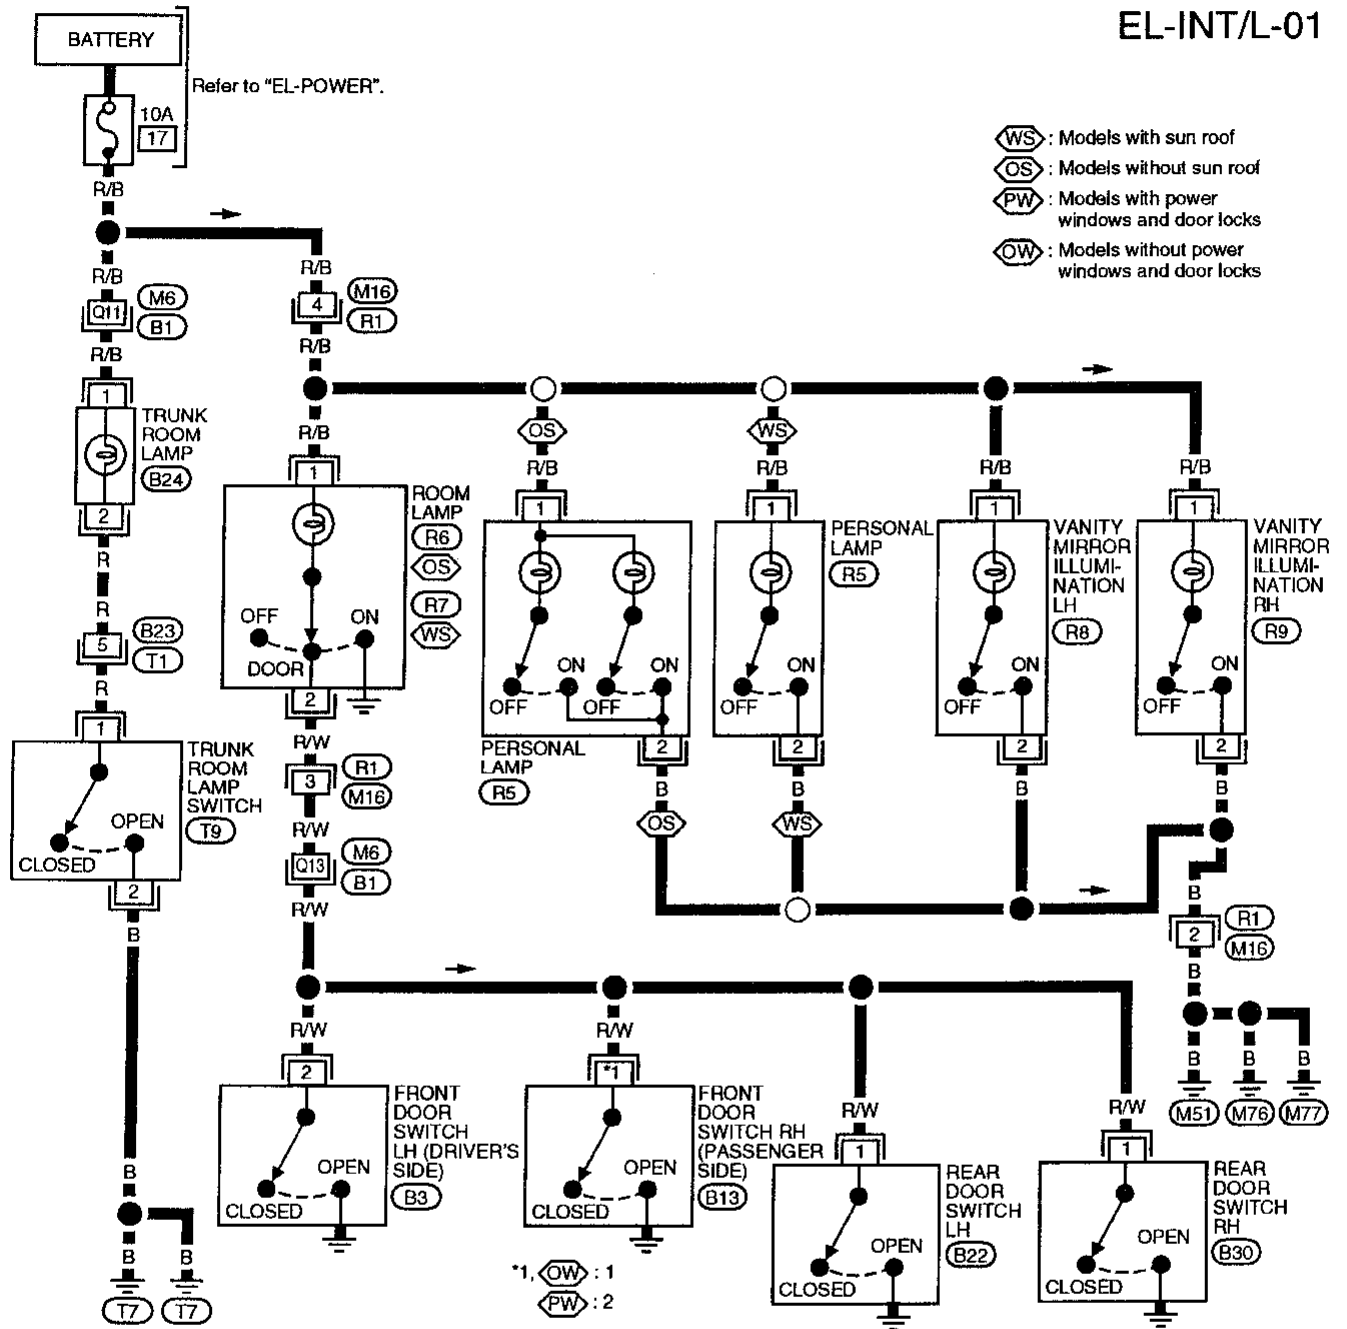 EL-INT/L-01
BATTERY
Refer to "EL-POWER".
10A
17
R/B
WS : Models with sun roof
OS : Models without sun roof
PW : Models with power
windows and door locks
OW : Models without power
windows and door locks
R/B
Q11
M6
B1
R/B
1
TRUNK
ROOM
LAMP
B24
2
R
R
5
B23
T1
R
1
TRUNK
ROOM
LAMP
SWITCH
T9
OPEN
CLOSED
2
B
B
B
B
T7
T7
R/B
4
M16
R1
R/B
R/B
1
ROOM
LAMP
R6
OS
R7
WS
OFF
ON
DOOR
2
R/W
3
R1
M16
R/W
Q13
M6
B1
R/W
OS
R/B
1
ON
ON
OFF
OFF
PERSONAL
LAMP
R5
2
B
OS
WS
R/B
1
PERSONAL
LAMP
R5
ON
OFF
2
B
WS
R/B
1
VANITY
MIRROR
ILLUMI-
NATION
LH
R8
ON
OFF
2
B
R/B
1
VANITY
MIRROR
ILLUMI-
NATION
RH
R9
ON
OFF
2
B
B
2
R1
M16
B
B
B
B
M51
M76
M77
R/W
2
FRONT
DOOR
SWITCH
LH (DRIVER'S
SIDE)
B3
OPEN
CLOSED
R/W
*1
FRONT
DOOR
SWITCH RH
(PASSENGER
SIDE)
B13
OPEN
CLOSED
*1, OW : 1
PW : 2
R/W
1
REAR
DOOR
SWITCH
LH
B22
OPEN
CLOSED
R/W
1
REAR
DOOR
SWITCH
RH
B30
OPEN
CLOSED